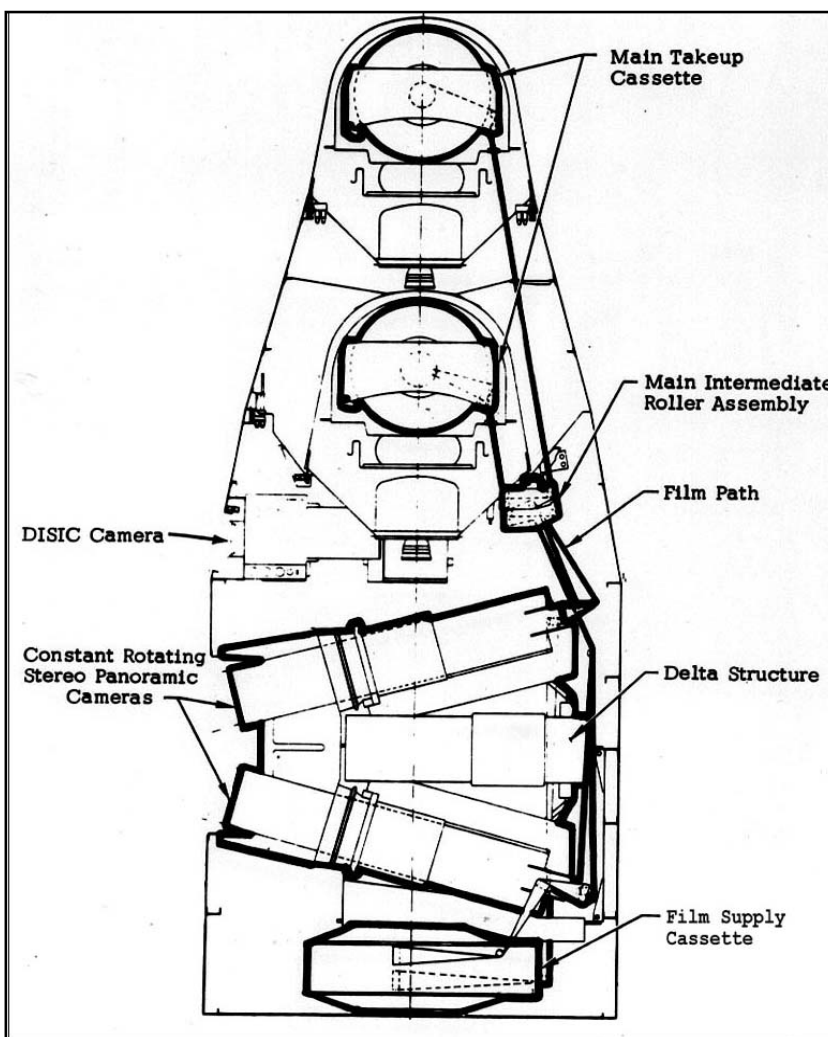 Main Takeup
Cassette
Main Intermediate
Roller Assembly
Film Path
DISIC Camera
Constant Rotating
Stereo Panoramic
Cameras
Delta Structure
Film Supply
Cassette